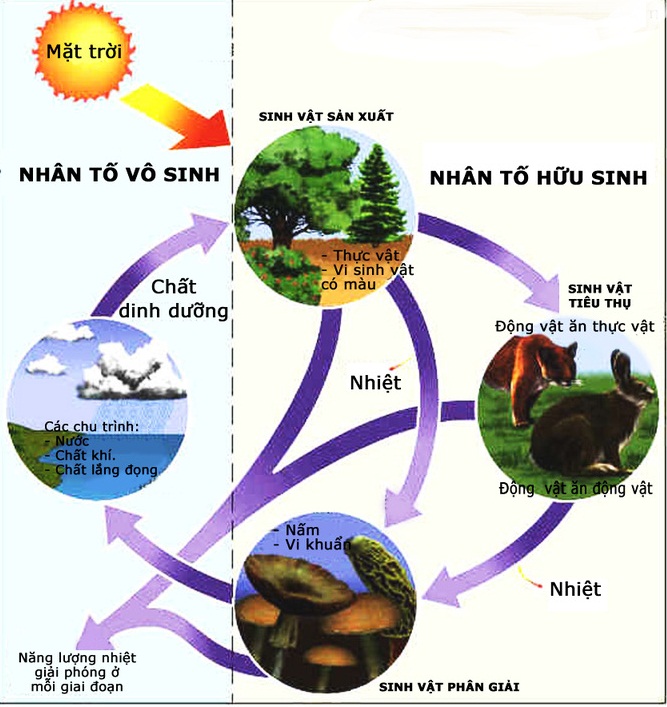 Mặt trời
SINH VẬT SẢN XUẤT
NHÂN TỐ VÔ SINH
NHÂN TỐ HỮU SINH
- Thực vật
- Vi sinh vật
có màu
Chất
dinh dưỡng
SINH VẬT
TIÊU THỤ
Động vật ăn thực vật
Nhiệt
Các chu trình:
- Nước
- Chất khí.
- Chất lắng đọng
Động vật ăn động vật
- Nấm
- Vi khuẩn
Nhiệt
Năng lượng nhiệt
giải phóng ở
mỗi giai đoạn
SINH VẬT PHÂN GIẢI